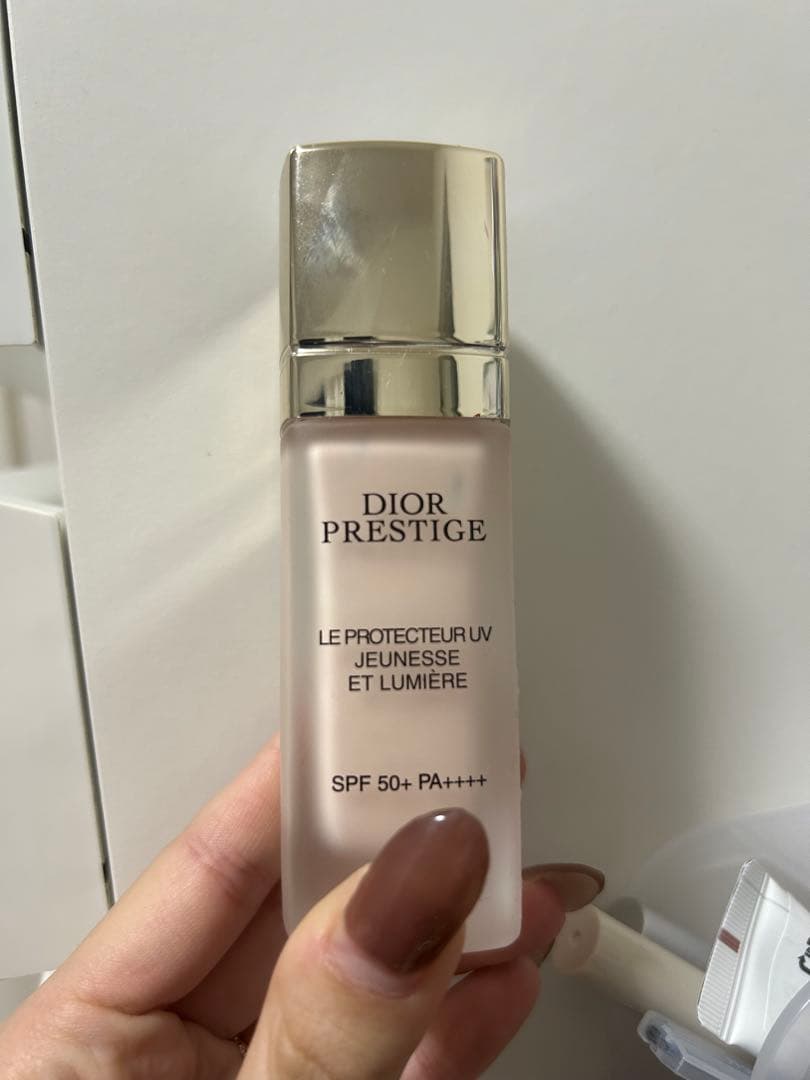 DIOR
PRESTIGE
LE PROTECTEUR UV
JEUNESSE
ET LUMIÈRE
SPF 50+ PA++++